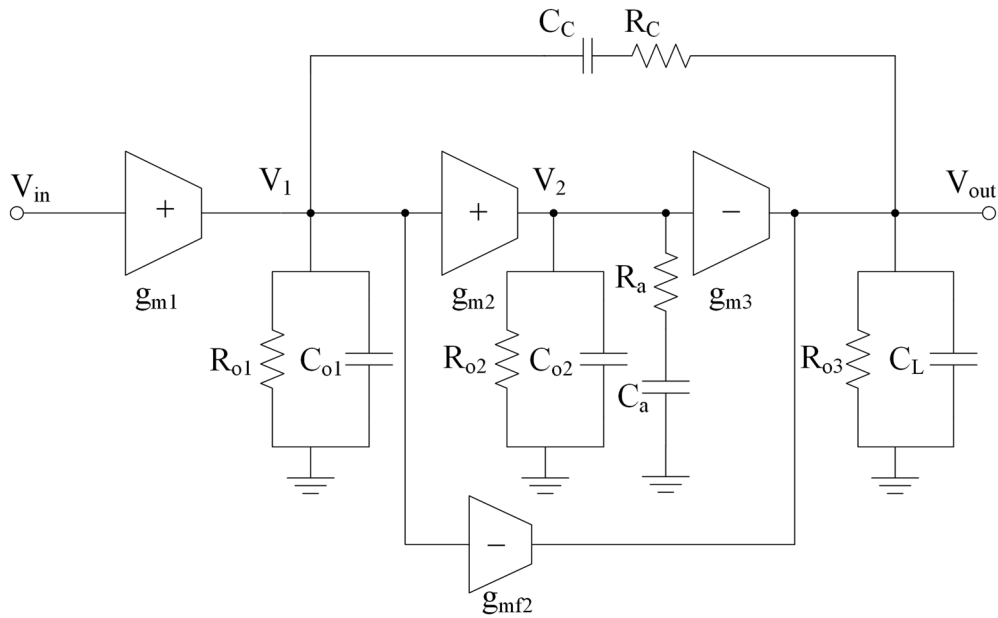 C_C R_C
V_in V_1 V_2 V_out
+ + −
g_m1 g_m2 R_a g_m3
R_o1 C_o1 R_o2 C_o2 C_a R_o3 C_L
−
g_mf2